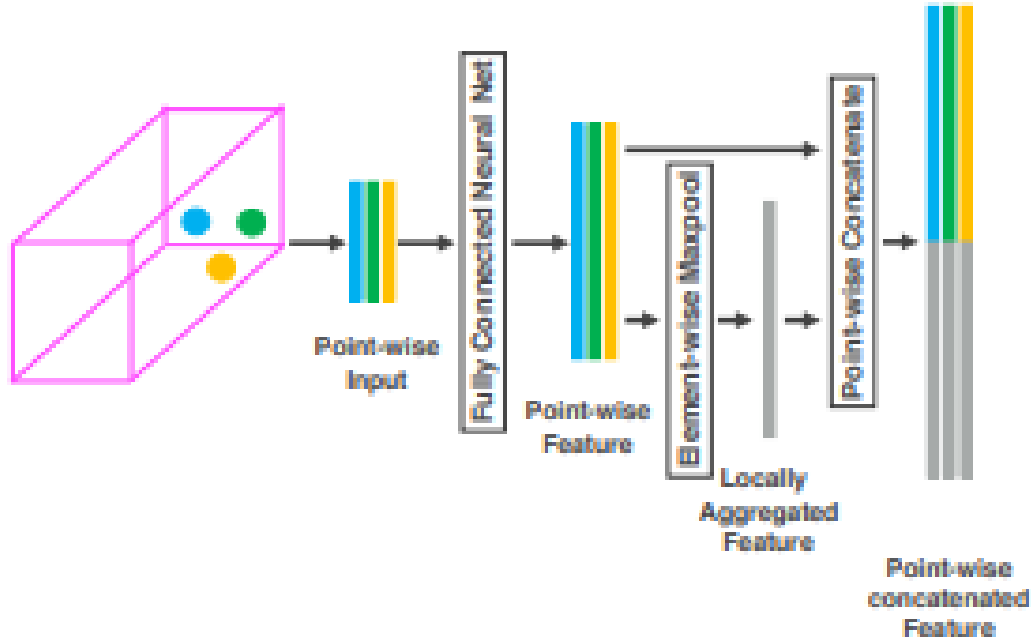 Point-wise
Input
Fully Connected Neural Net
Point-wise
Feature
Element-wise Maxpool
Locally
Aggregated
Feature
Point-wise Concatenate
Point-wise
concatenated
Feature